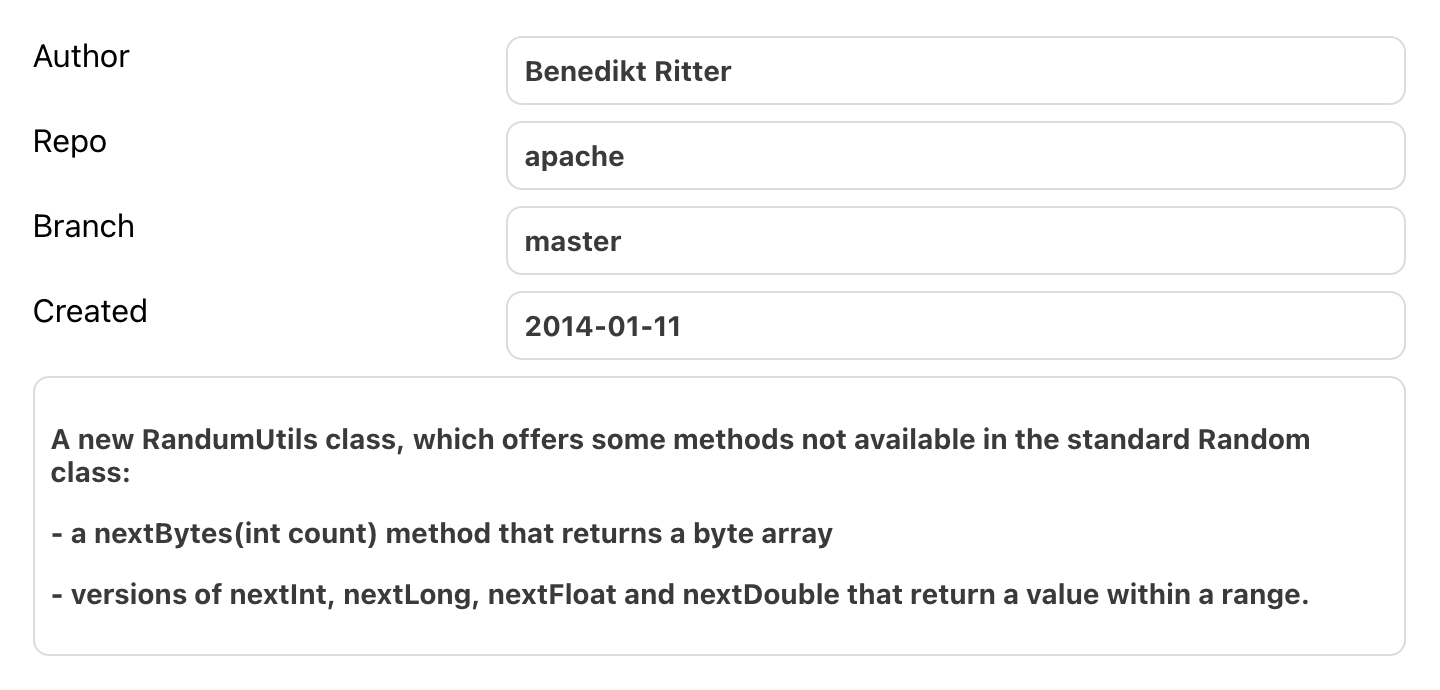 Author
Benedikt Ritter
Repo
apache
Branch
master
Created
2014-01-11
A new RandumUtils class, which offers some methods not available in the standard Random
class:
- a nextBytes(int count) method that returns a byte array
- versions of nextInt, nextLong, nextFloat and nextDouble that return a value within a range.